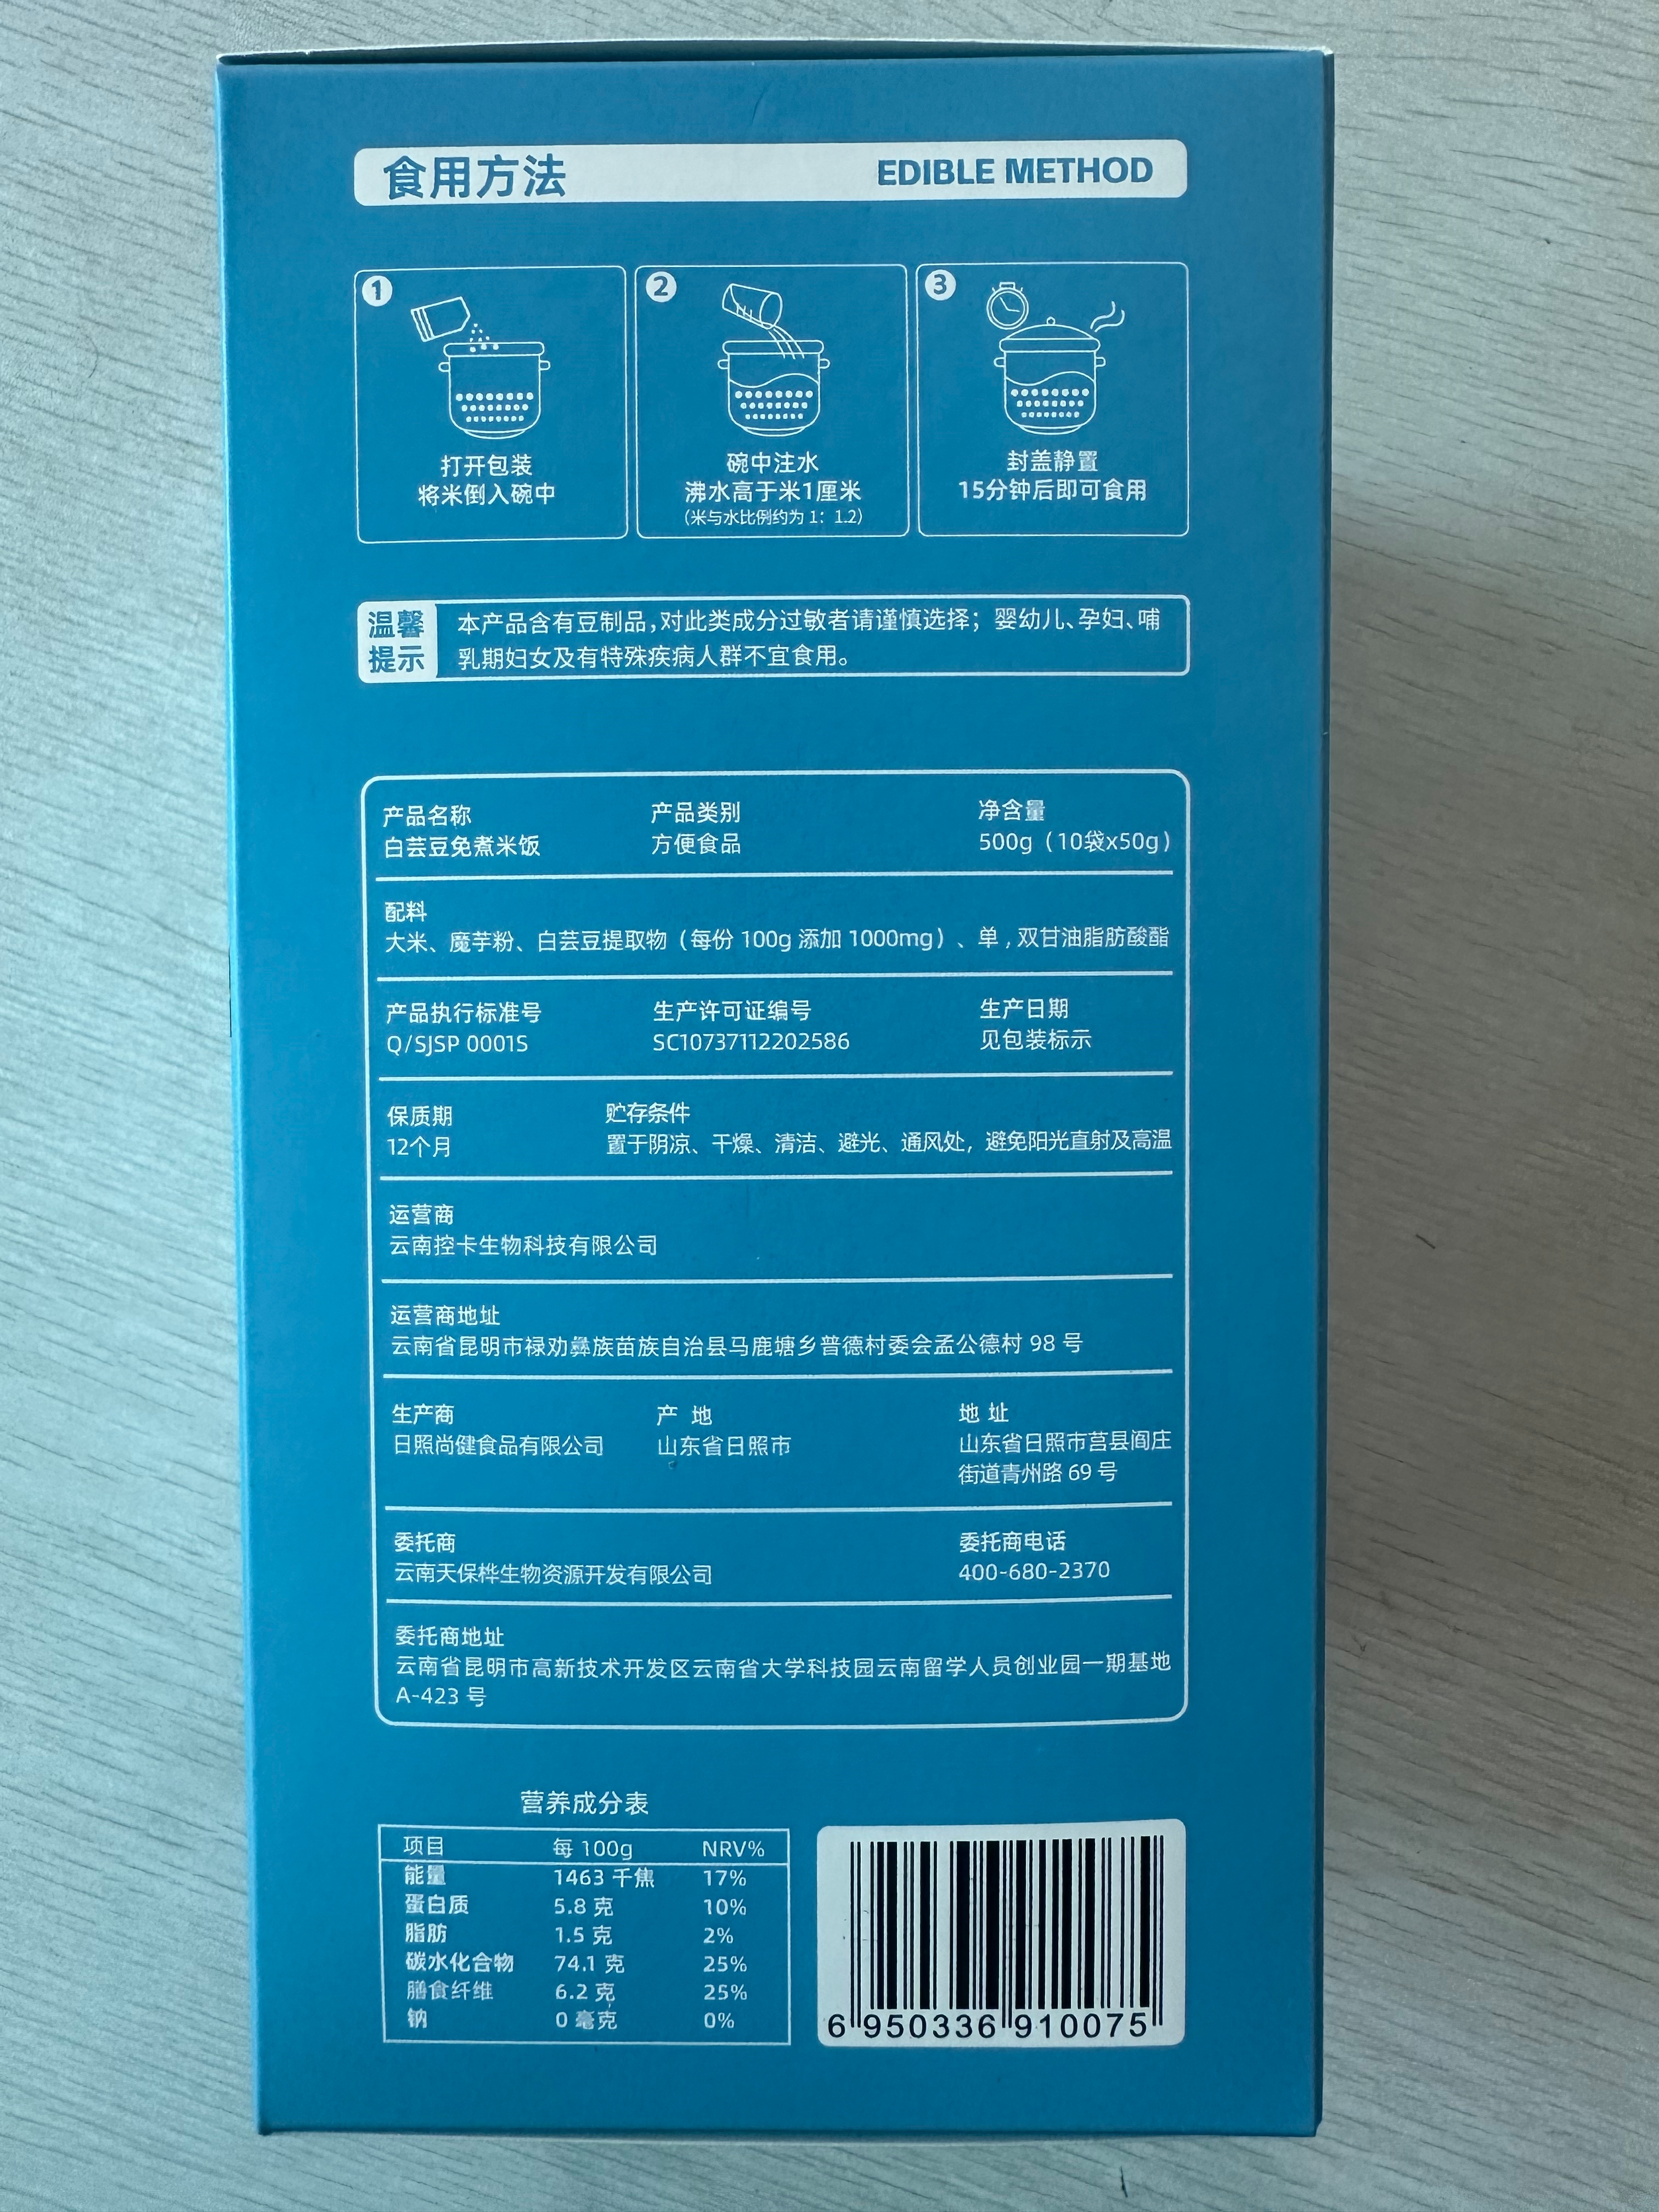 食用方法 EDIBLE METHOD
1 2 3
打开包装
将米倒入碗中
碗中注水
沸水高于米1厘米
(米与水比例约为 1：1.2)
封盖静置
15分钟后即可食用
温馨
提示
本产品含有豆制品,对此类成分过敏者请谨慎选择；婴幼儿、孕妇、哺
乳期妇女及有特殊疾病人群不宜食用。
产品名称 产品类别 净含量
白芸豆免煮米饭 方便食品 500g（10袋x50g）
配料
大米、魔芋粉、白芸豆提取物（每份 100g 添加 1000mg）、单 , 双甘油脂肪酸酯
产品执行标准号 生产许可证编号 生产日期
Q/SJSP 0001S SC10737112202586 见包装标示
保质期 贮存条件
12个月 置于阴凉、干燥、清洁、避光、通风处，避免阳光直射及高温
运营商
云南控卡生物科技有限公司
运营商地址
云南省昆明市禄劝彝族苗族自治县马鹿塘乡普德村委会孟公德村 98 号
生产商 产 地 地 址
日照尚健食品有限公司 山东省日照市 山东省日照市莒县阎庄
街道青州路 69 号
委托商 委托商电话
云南天保桦生物资源开发有限公司 400-680-2370
委托商地址
云南省昆明市高新技术开发区云南省大学科技园云南留学人员创业园一期基地
A-423 号
营养成分表
项目 每 100g NRV%
能量 1463 千焦 17%
蛋白质 5.8 克 10%
脂肪 1.5 克 2%
碳水化合物 74.1 克 25%
膳食纤维 6.2 克 25%
钠 0 毫克 0%
6 950336 910075